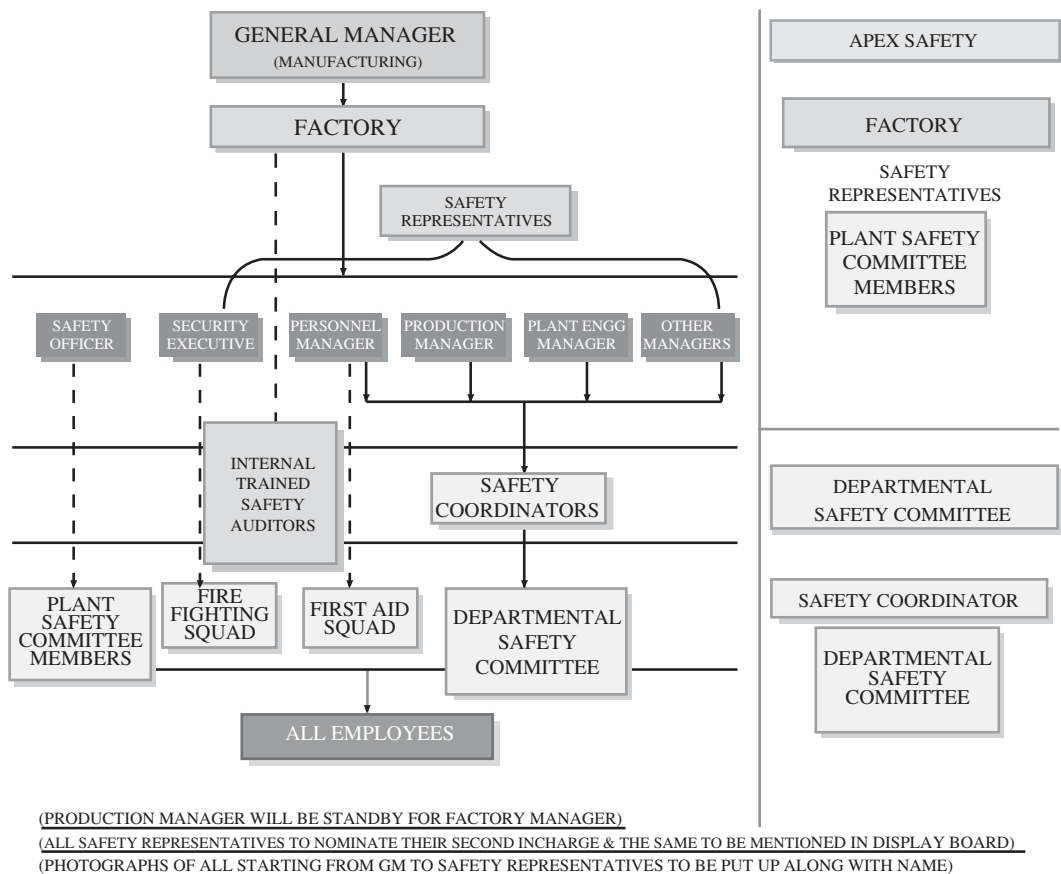 GENERAL MANAGER
(MANUFACTURING)
FACTORY
SAFETY
REPRESENTATIVES
SAFETY
OFFICER
SECURITY
EXECUTIVE
PERSONNEL
MANAGER
PRODUCTION
MANAGER
PLANT ENGG
MANAGER
OTHER
MANAGERS
INTERNAL
TRAINED
SAFETY
AUDITORS
SAFETY
COORDINATORS
PLANT
SAFETY
COMMITTEE
MEMBERS
FIRE
FIGHTING
SQUAD
FIRST AID
SQUAD
DEPARTMENTAL
SAFETY
COMMITTEE
ALL EMPLOYEES
APEX SAFETY
FACTORY
SAFETY
REPRESENTATIVES
PLANT SAFETY
COMMITTEE
MEMBERS
DEPARTMENTAL
SAFETY COMMITTEE
SAFETY COORDINATOR
DEPARTMENTAL
SAFETY
COMMITTEE
(PRODUCTION MANAGER WILL BE STANDBY FOR FACTORY MANAGER)
(ALL SAFETY REPRESENTATIVES TO NOMINATE THEIR SECOND INCHARGE & THE SAME TO BE MENTIONED IN DISPLAY BOARD)
(PHOTOGRAPHS OF ALL STARTING FROM GM TO SAFETY REPRESENTATIVES TO BE PUT UP ALONG WITH NAME)